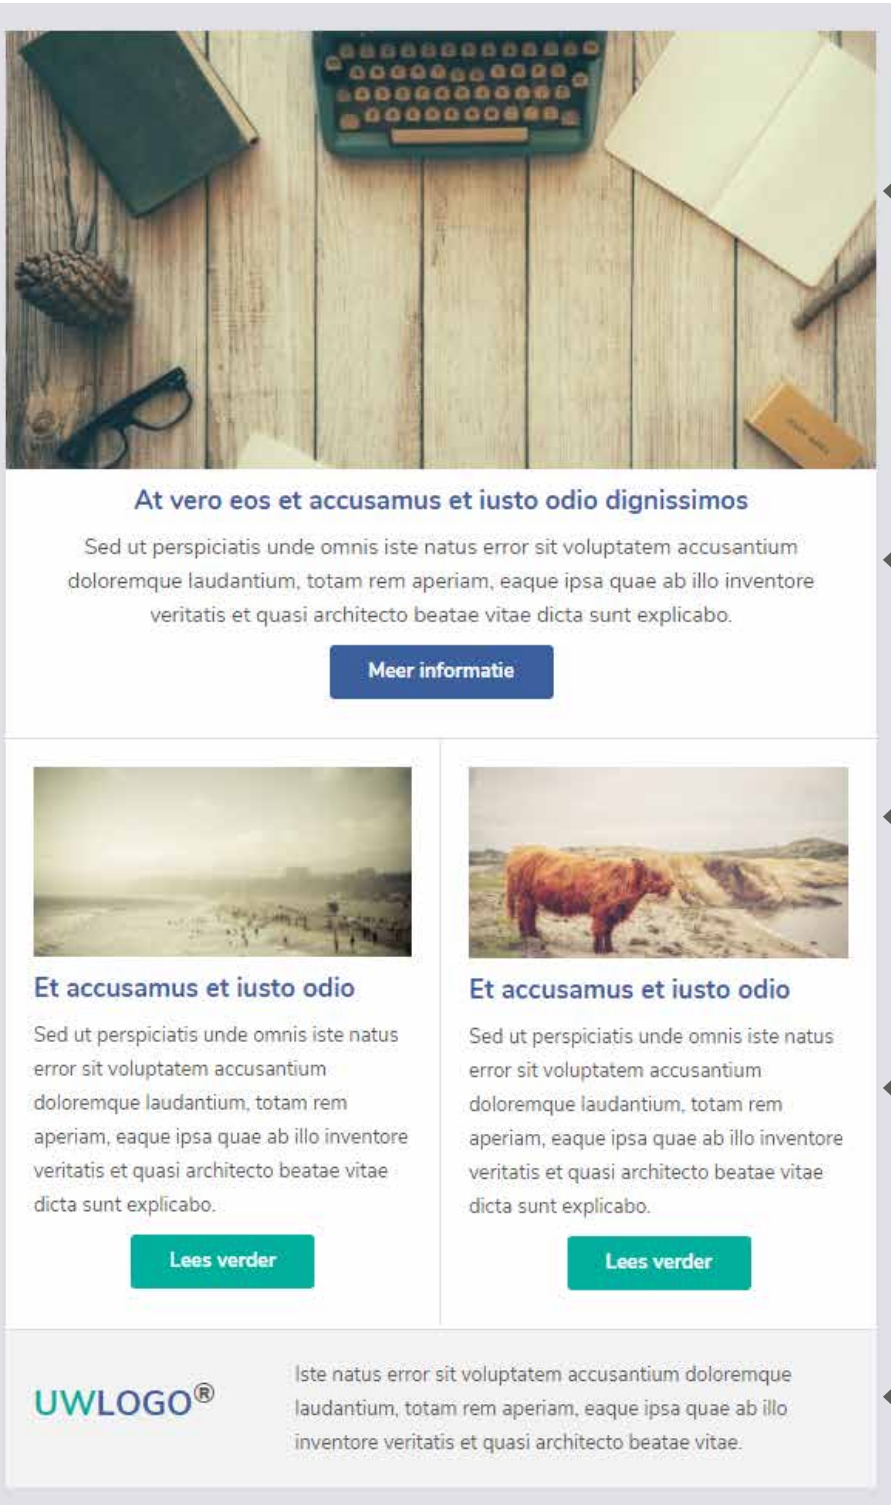 At vero eos et accusamus et iusto odio dignissimos
Sed ut perspiciatis unde omnis iste natus error sit voluptatem accusantium
doloremque laudantium, totam rem aperiam, eaque ipsa quae ab illo inventore
veritatis et quasi architecto beatae vitae dicta sunt explicabo.
Meer informatie
Et accusamus et iusto odio
Sed ut perspiciatis unde omnis iste natus
error sit voluptatem accusantium
doloremque laudantium, totam rem
aperiam, eaque ipsa quae ab illo inventore
veritatis et quasi architecto beatae vitae
dicta sunt explicabo.
Lees verder
Et accusamus et iusto odio
Sed ut perspiciatis unde omnis iste natus
error sit voluptatem accusantium
doloremque laudantium, totam rem
aperiam, eaque ipsa quae ab illo inventore
veritatis et quasi architecto beatae vitae
dicta sunt explicabo.
Lees verder
UWLOGO®
Iste natus error sit voluptatem accusantium doloremque
laudantium, totam rem aperiam, eaque ipsa quae ab illo
inventore veritatis et quasi architecto beatae vitae.